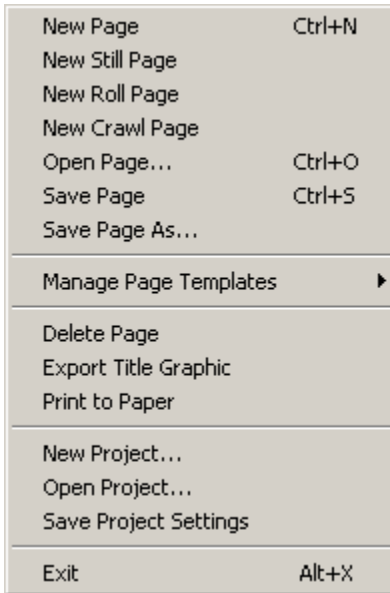 New Page Ctrl+N
New Still Page
New Roll Page
New Crawl Page
Open Page... Ctrl+O
Save Page Ctrl+S
Save Page As...
Manage Page Templates
Delete Page
Export Title Graphic
Print to Paper
New Project...
Open Project...
Save Project Settings
Exit Alt+X